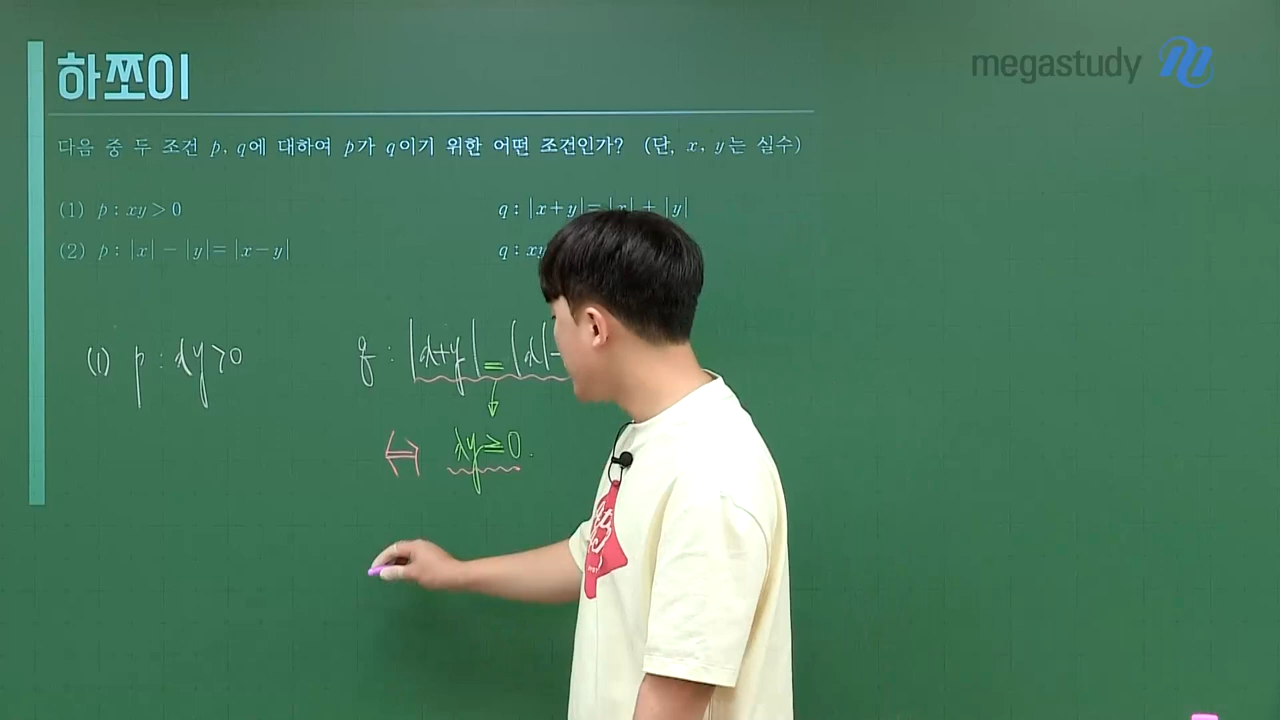 하쪼이
megastudy
다음 중 두 조건 p, q에 대하여 p가 q이기 위한 어떤 조건인가? (단, x, y는 실수)
(1) p : xy > 0 q : |x+y| = |x| + |y|
(2) p : |x| - |y| = |x-y| q : xy
(1) p : xy > 0 q : |x+y| = |x| -
⇔ xy ≥ 0.